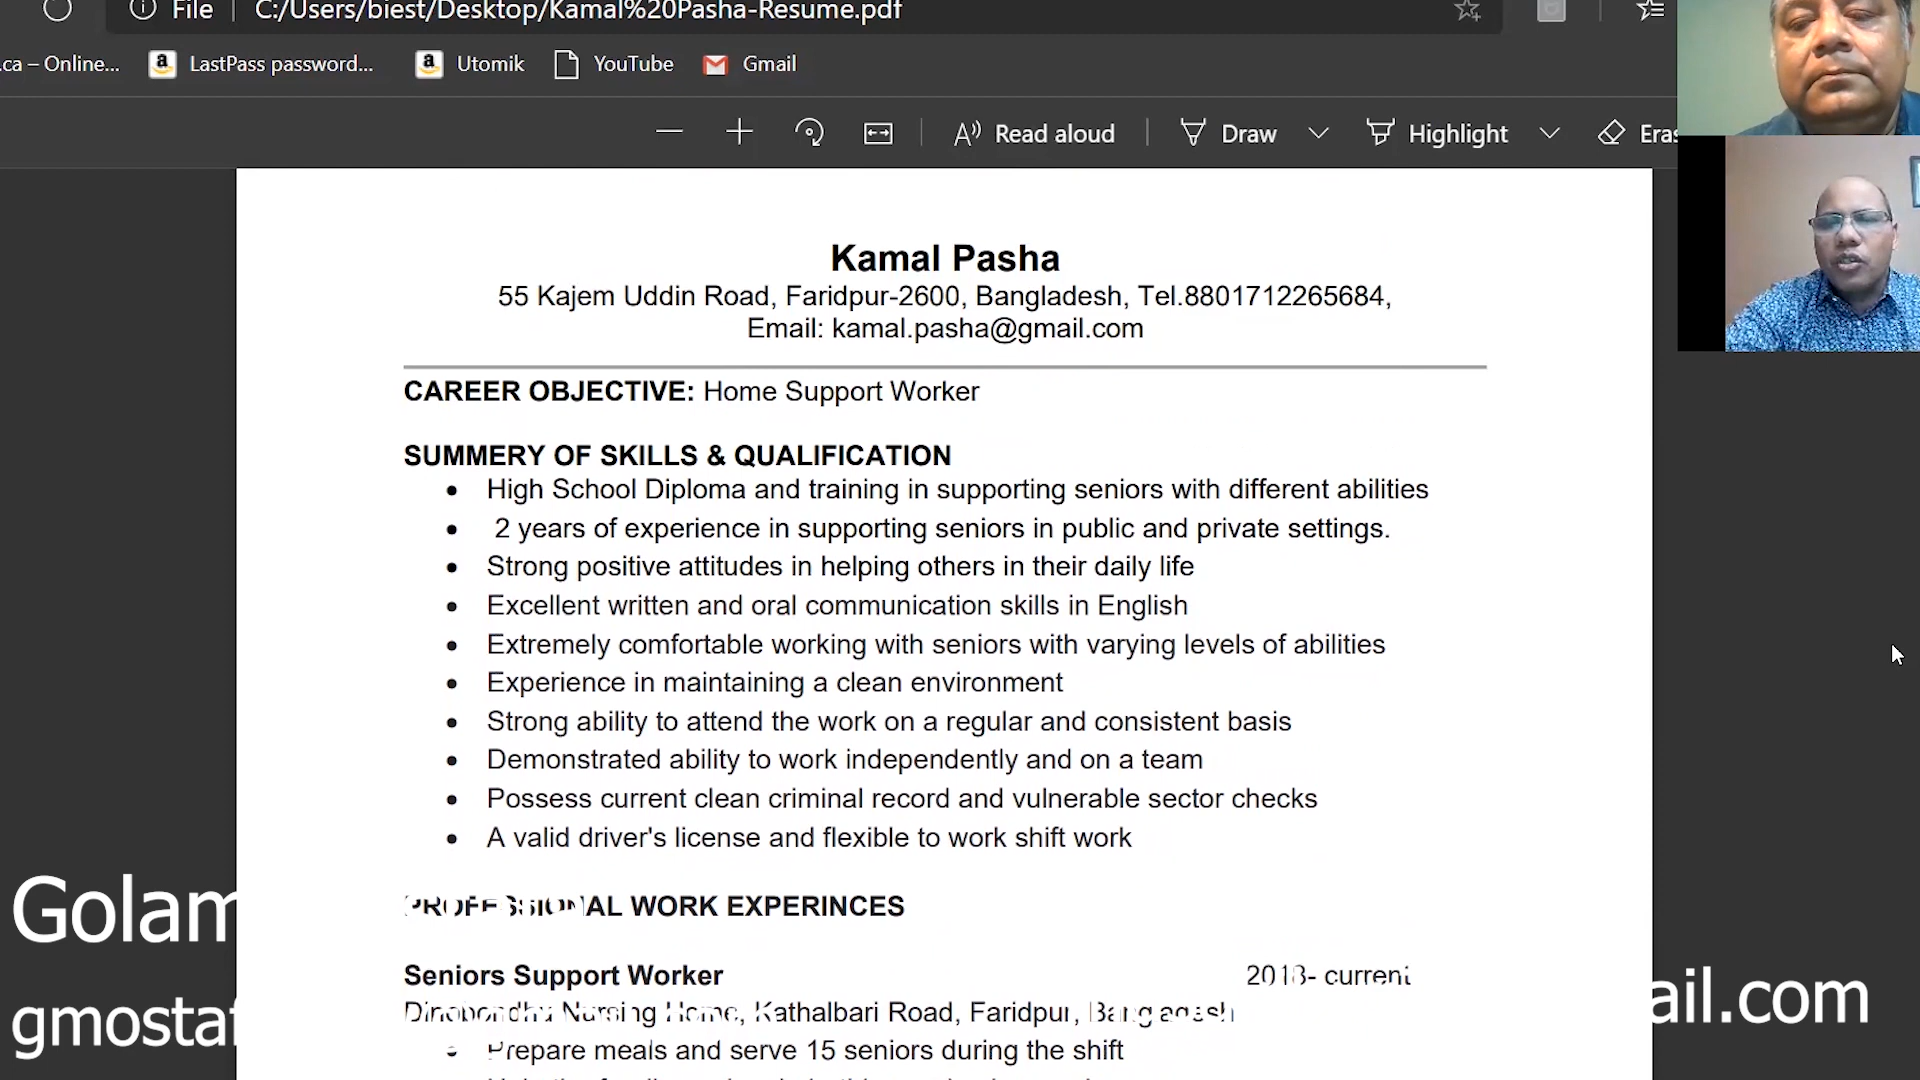 File | C:/Users/biest/Desktop/Kamal%20Pasha-Resume.pdf
.ca – Online... LastPass password... Utomik YouTube Gmail
Read aloud Draw Highlight
Kamal Pasha
55 Kajem Uddin Road, Faridpur-2600, Bangladesh, Tel.8801712265684,
Email: kamal.pasha@gmail.com
CAREER OBJECTIVE: Home Support Worker
SUMMERY OF SKILLS & QUALIFICATION
• High School Diploma and training in supporting seniors with different abilities
• 2 years of experience in supporting seniors in public and private settings.
• Strong positive attitudes in helping others in their daily life
• Excellent written and oral communication skills in English
• Extremely comfortable working with seniors with varying levels of abilities
• Experience in maintaining a clean environment
• Strong ability to attend the work on a regular and consistent basis
• Demonstrated ability to work independently and on a team
• Possess current clean criminal record and vulnerable sector checks
• A valid driver's license and flexible to work shift work
PROFESSIONAL WORK EXPERINCES
Golam
Seniors Support Worker 2018- current
Nursing Home, Kathalbari Road, Faridpur,
• Prepare meals and serve 15 seniors during the shift
gmostaf
ail.com